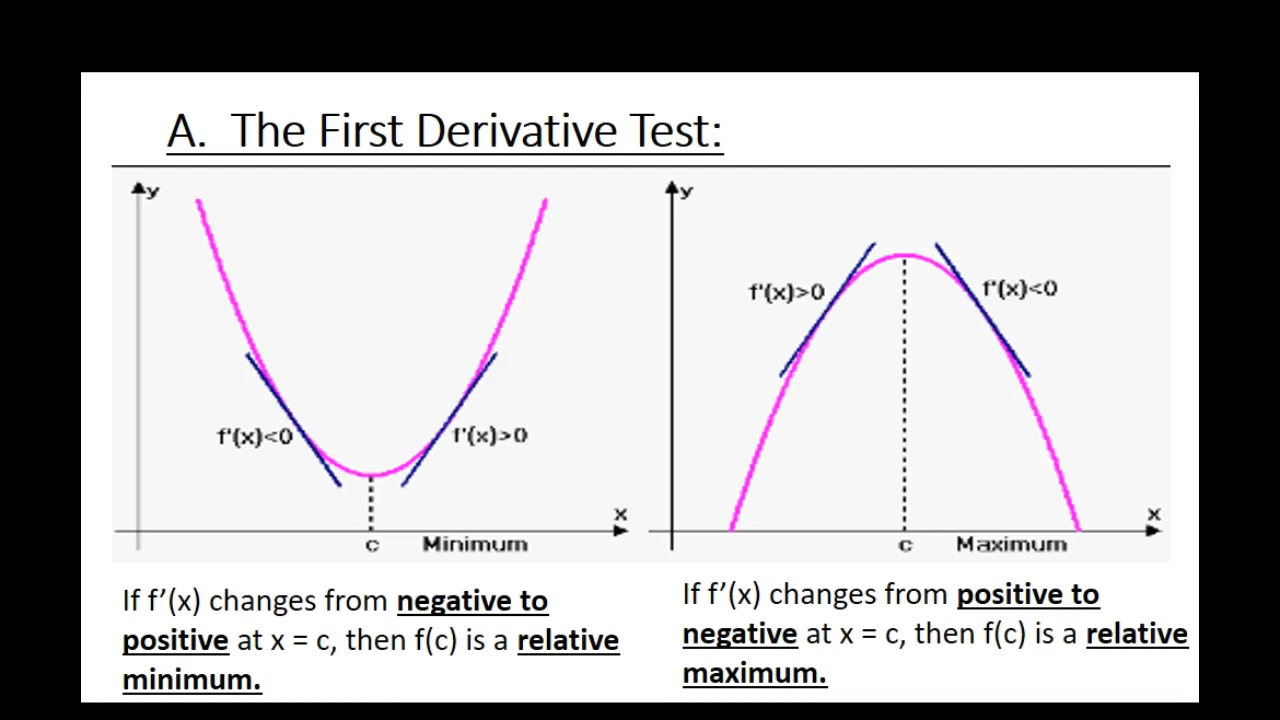 A. The First Derivative Test:
y
f'(x)<0
f'(x)>0
x
c
Minimum
y
f'(x)>0
f'(x)<0
x
c
Maximum
If f’(x) changes from negative to
positive at x = c, then f(c) is a relative
minimum.
If f’(x) changes from positive to
negative at x = c, then f(c) is a relative
maximum.